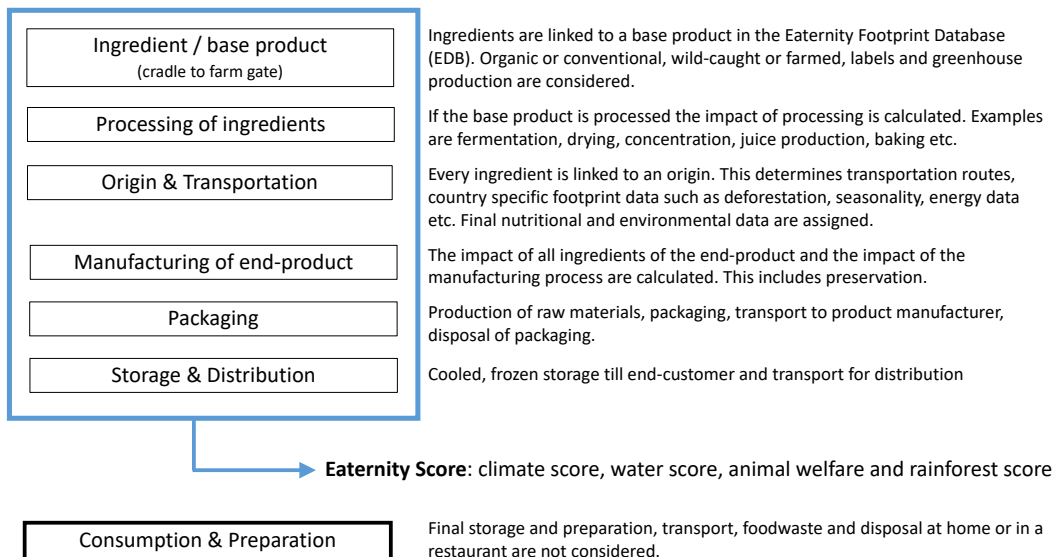 Ingredient / base product
(cradle to farm gate)
Ingredients are linked to a base product in the Eaternity Footprint Database
(EDB). Organic or conventional, wild-caught or farmed, labels and greenhouse
production are considered.
Processing of ingredients
If the base product is processed the impact of processing is calculated. Examples
are fermentation, drying, concentration, juice production, baking etc.
Origin & Transportation
Every ingredient is linked to an origin. This determines transportation routes,
country specific footprint data such as deforestation, seasonality, energy data
etc. Final nutritional and environmental data are assigned.
Manufacturing of end-product
The impact of all ingredients of the end-product and the impact of the
manufacturing process are calculated. This includes preservation.
Packaging
Production of raw materials, packaging, transport to product manufacturer,
disposal of packaging.
Storage & Distribution
Cooled, frozen storage till end-customer and transport for distribution
Eaternity Score: climate score, water score, animal welfare and rainforest score
Consumption & Preparation
Final storage and preparation, transport, foodwaste and disposal at home or in a
restaurant are not considered.